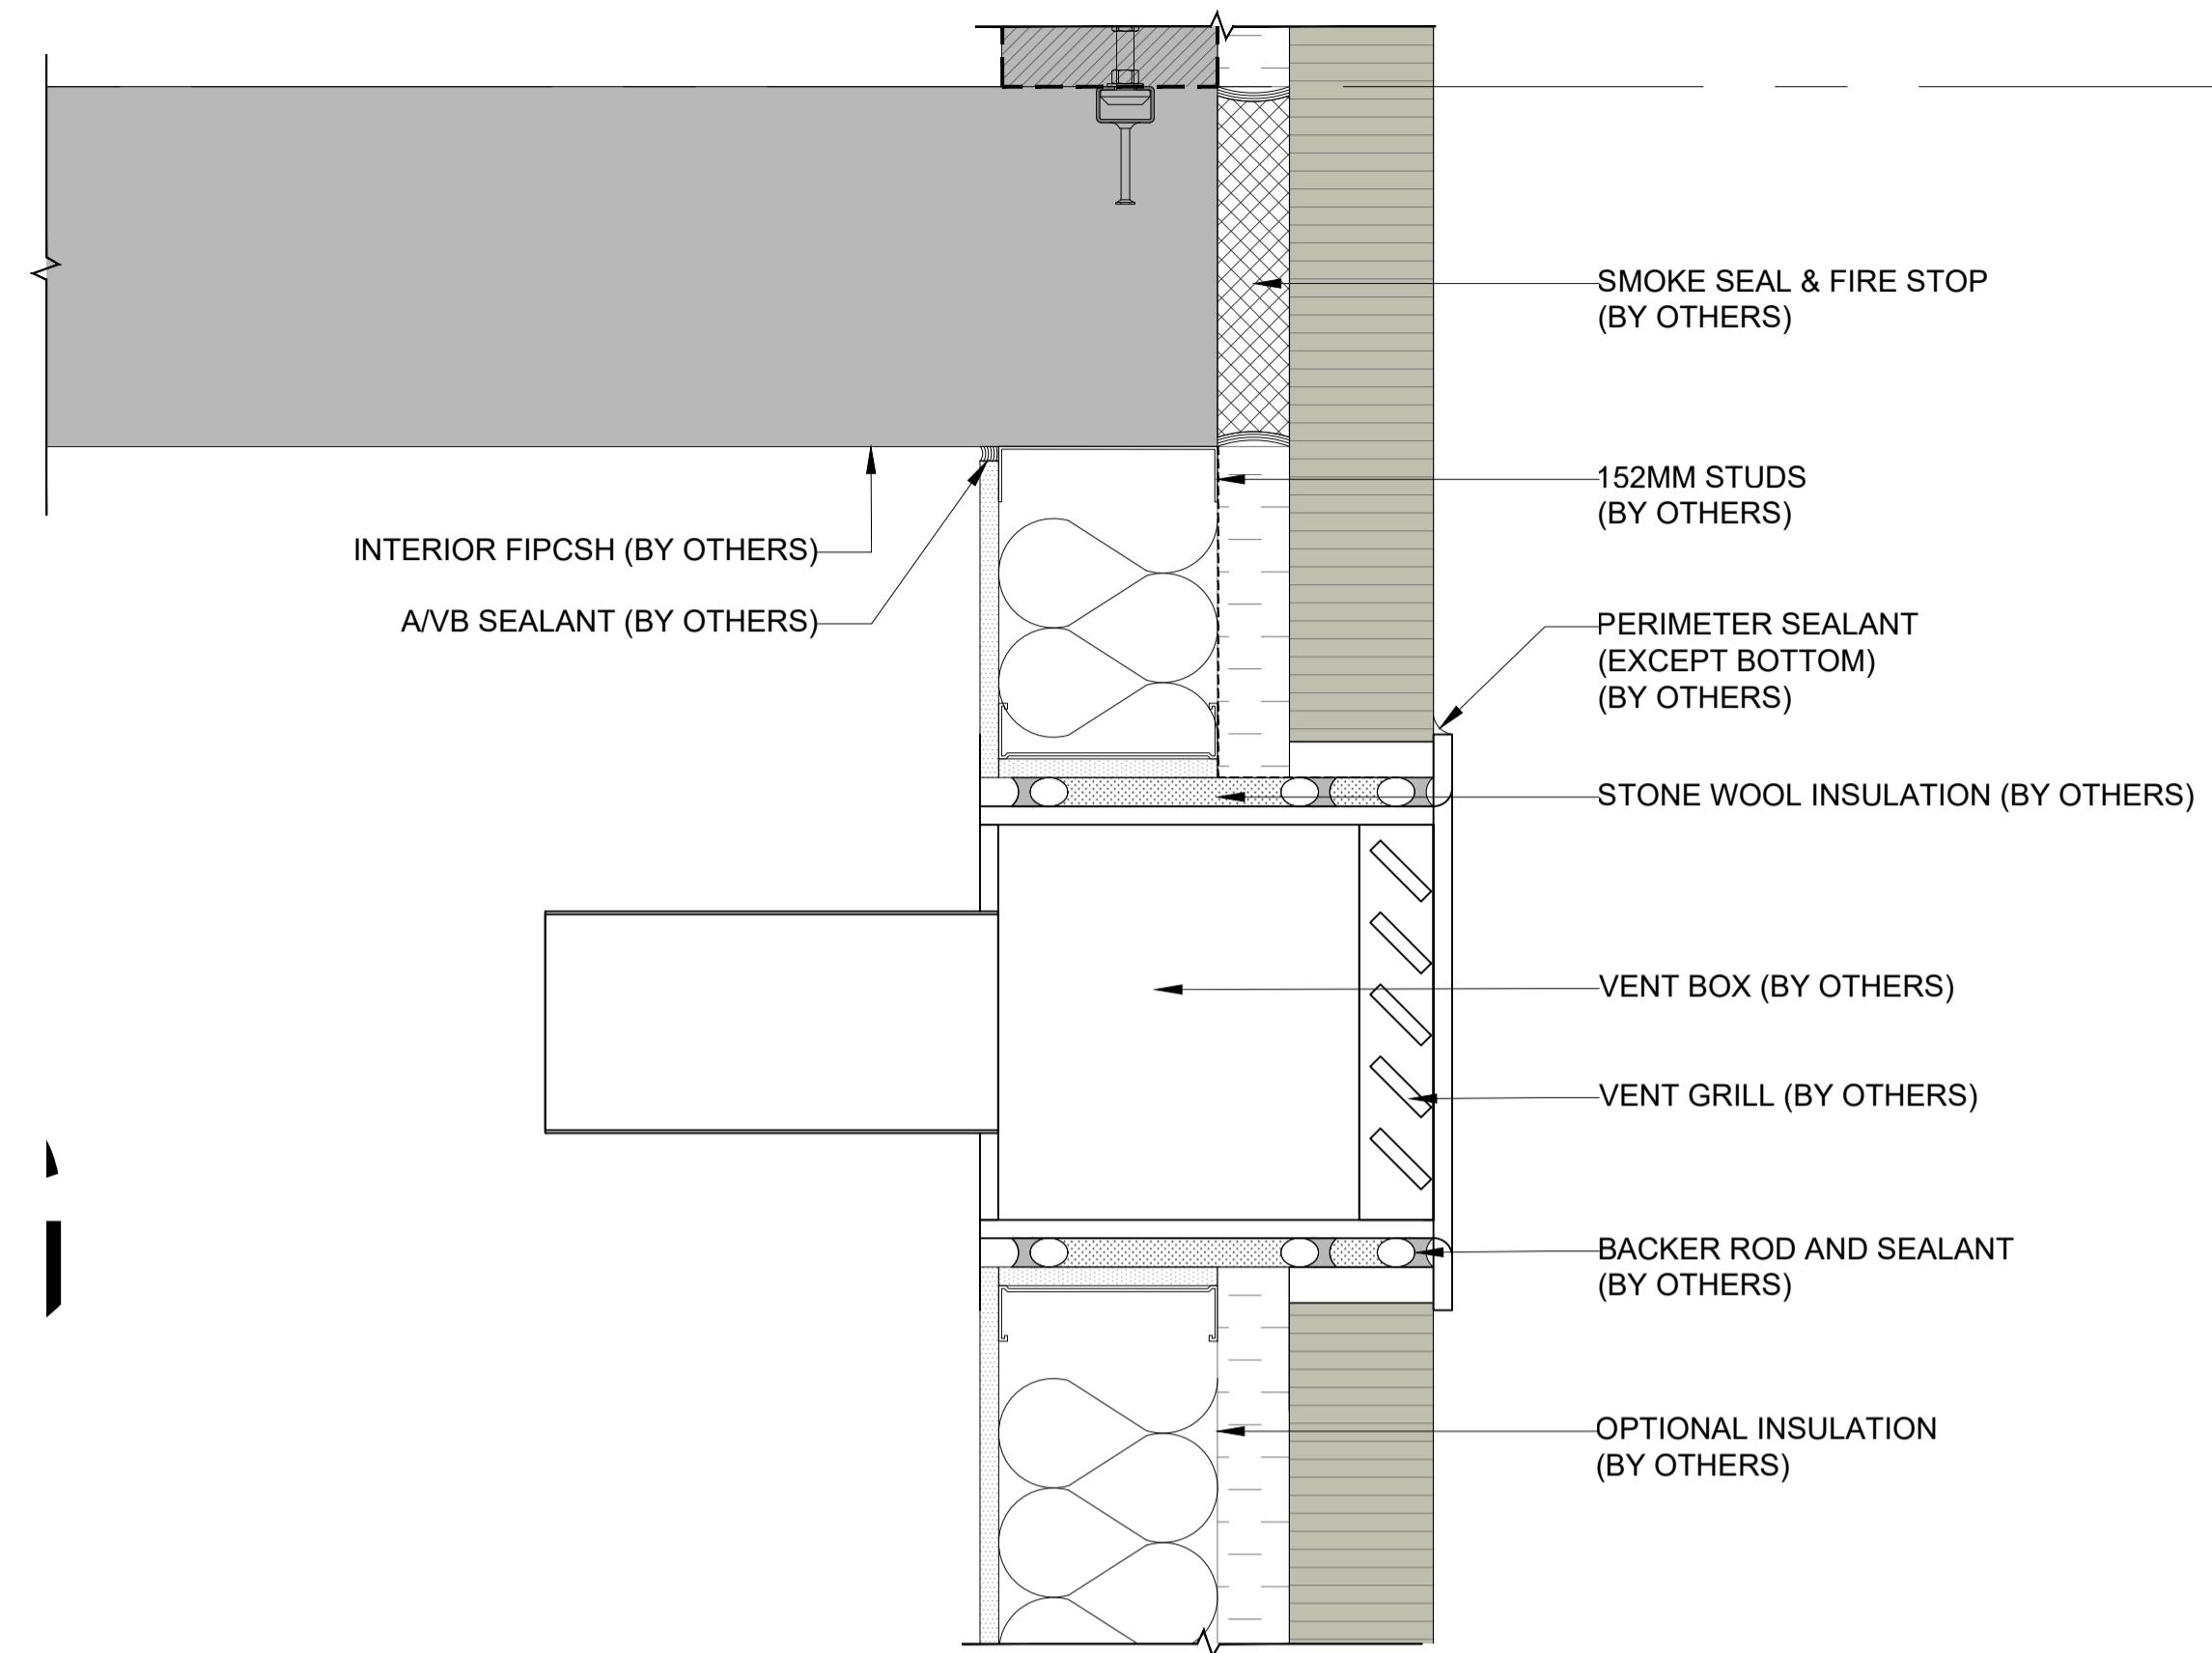 SMOKE SEAL & FIRE STOP
(BY OTHERS)
152MM STUDS
(BY OTHERS)
INTERIOR FIPCSH (BY OTHERS)
A/VB SEALANT (BY OTHERS)
PERIMETER SEALANT
(EXCEPT BOTTOM)
(BY OTHERS)
STONE WOOL INSULATION (BY OTHERS)
VENT BOX (BY OTHERS)
VENT GRILL (BY OTHERS)
BACKER ROD AND SEALANT
(BY OTHERS)
OPTIONAL INSULATION
(BY OTHERS)